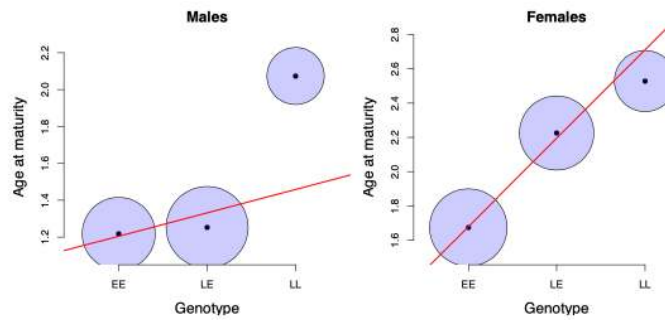 Males
Age at maturity
2.2
2.0
1.8
1.6
1.4
1.2
EE
LE
LL
Genotype
Females
Age at maturity
2.8
2.6
2.4
2.2
2.0
1.8
1.6
EE
LE
LL
Genotype